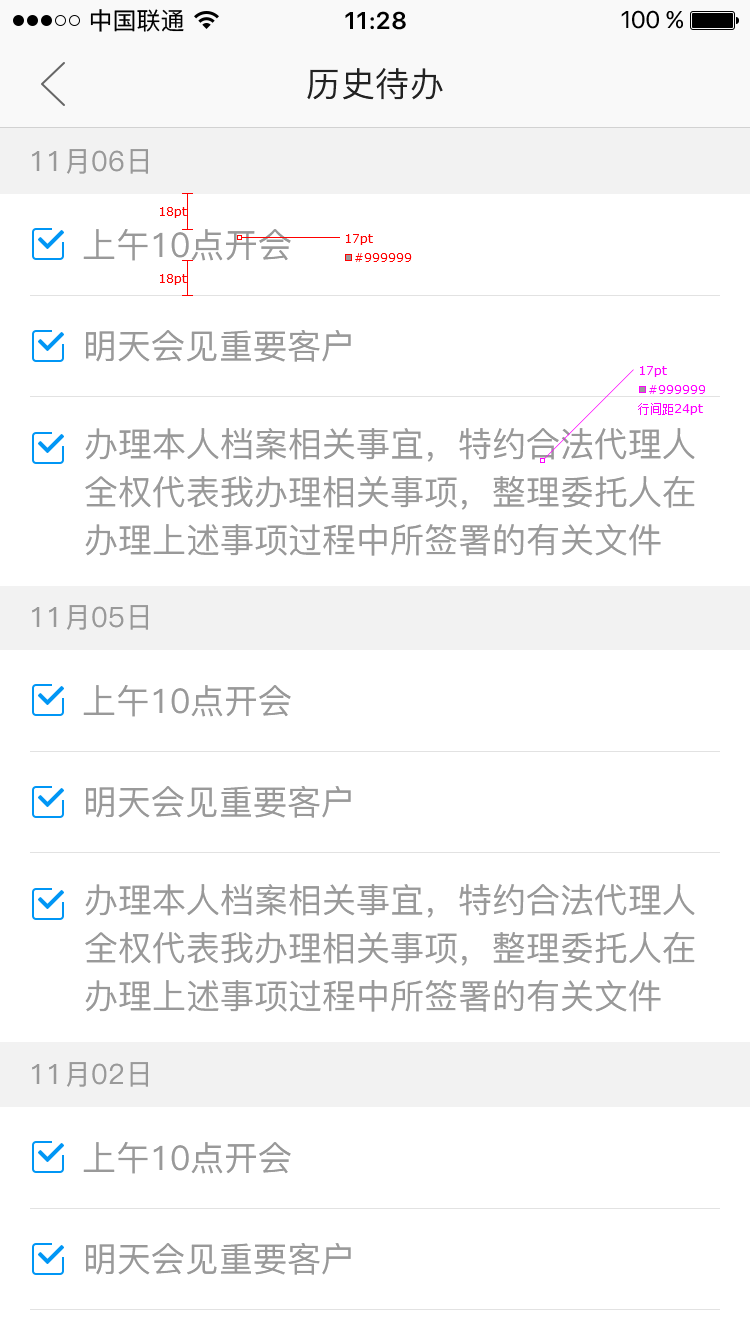 中国联通 11:28 100 %
历史待办
11月06日
18pt
上午10点开会
17pt
#999999
18pt
明天会见重要客户
17pt
#999999
行间距24pt
办理本人档案相关事宜，特约合法代理人
全权代表我办理相关事项，整理委托人在
办理上述事项过程中所签署的有关文件
11月05日
上午10点开会
明天会见重要客户
办理本人档案相关事宜，特约合法代理人
全权代表我办理相关事项，整理委托人在
办理上述事项过程中所签署的有关文件
11月02日
上午10点开会
明天会见重要客户